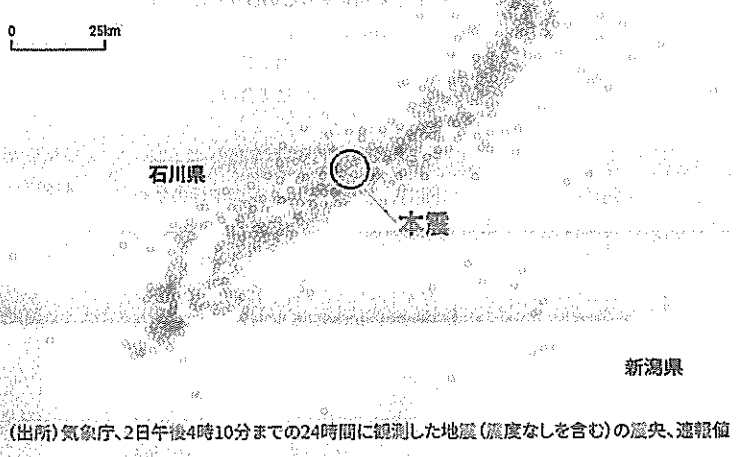 0 25km
石川県
本震
新潟県
(出所)気象庁、2日午後4時10分までの24時間に観測した地震(震度なしを含む)の震央、速報値